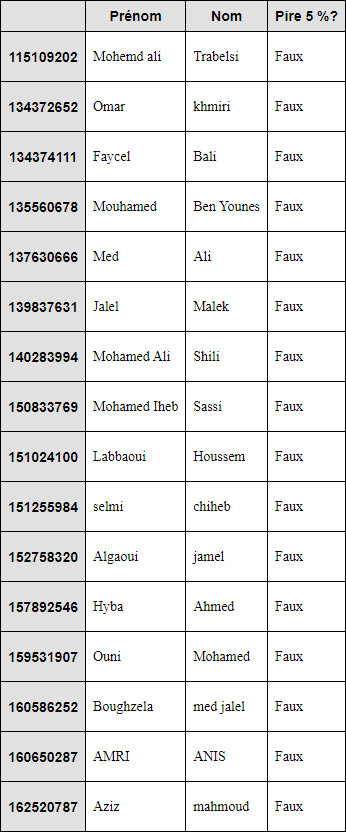 Prénom Nom Pire 5 %?
115109202 Mohemd ali Trabelsi Faux
134372652 Omar khmiri Faux
134374111 Faycel Bali Faux
135560678 Mouhamed Ben Younes Faux
137630666 Med Ali Faux
139837631 Jalel Malek Faux
140283994 Mohamed Ali Shili Faux
150833769 Mohamed Iheb Sassi Faux
151024100 Labbaoui Houssem Faux
151255984 selmi chiheb Faux
152758320 Algaoui jamel Faux
157892546 Hyba Ahmed Faux
159531907 Ouni Mohamed Faux
160586252 Boughzela med jalel Faux
160650287 AMRI ANIS Faux
162520787 Aziz mahmoud Faux